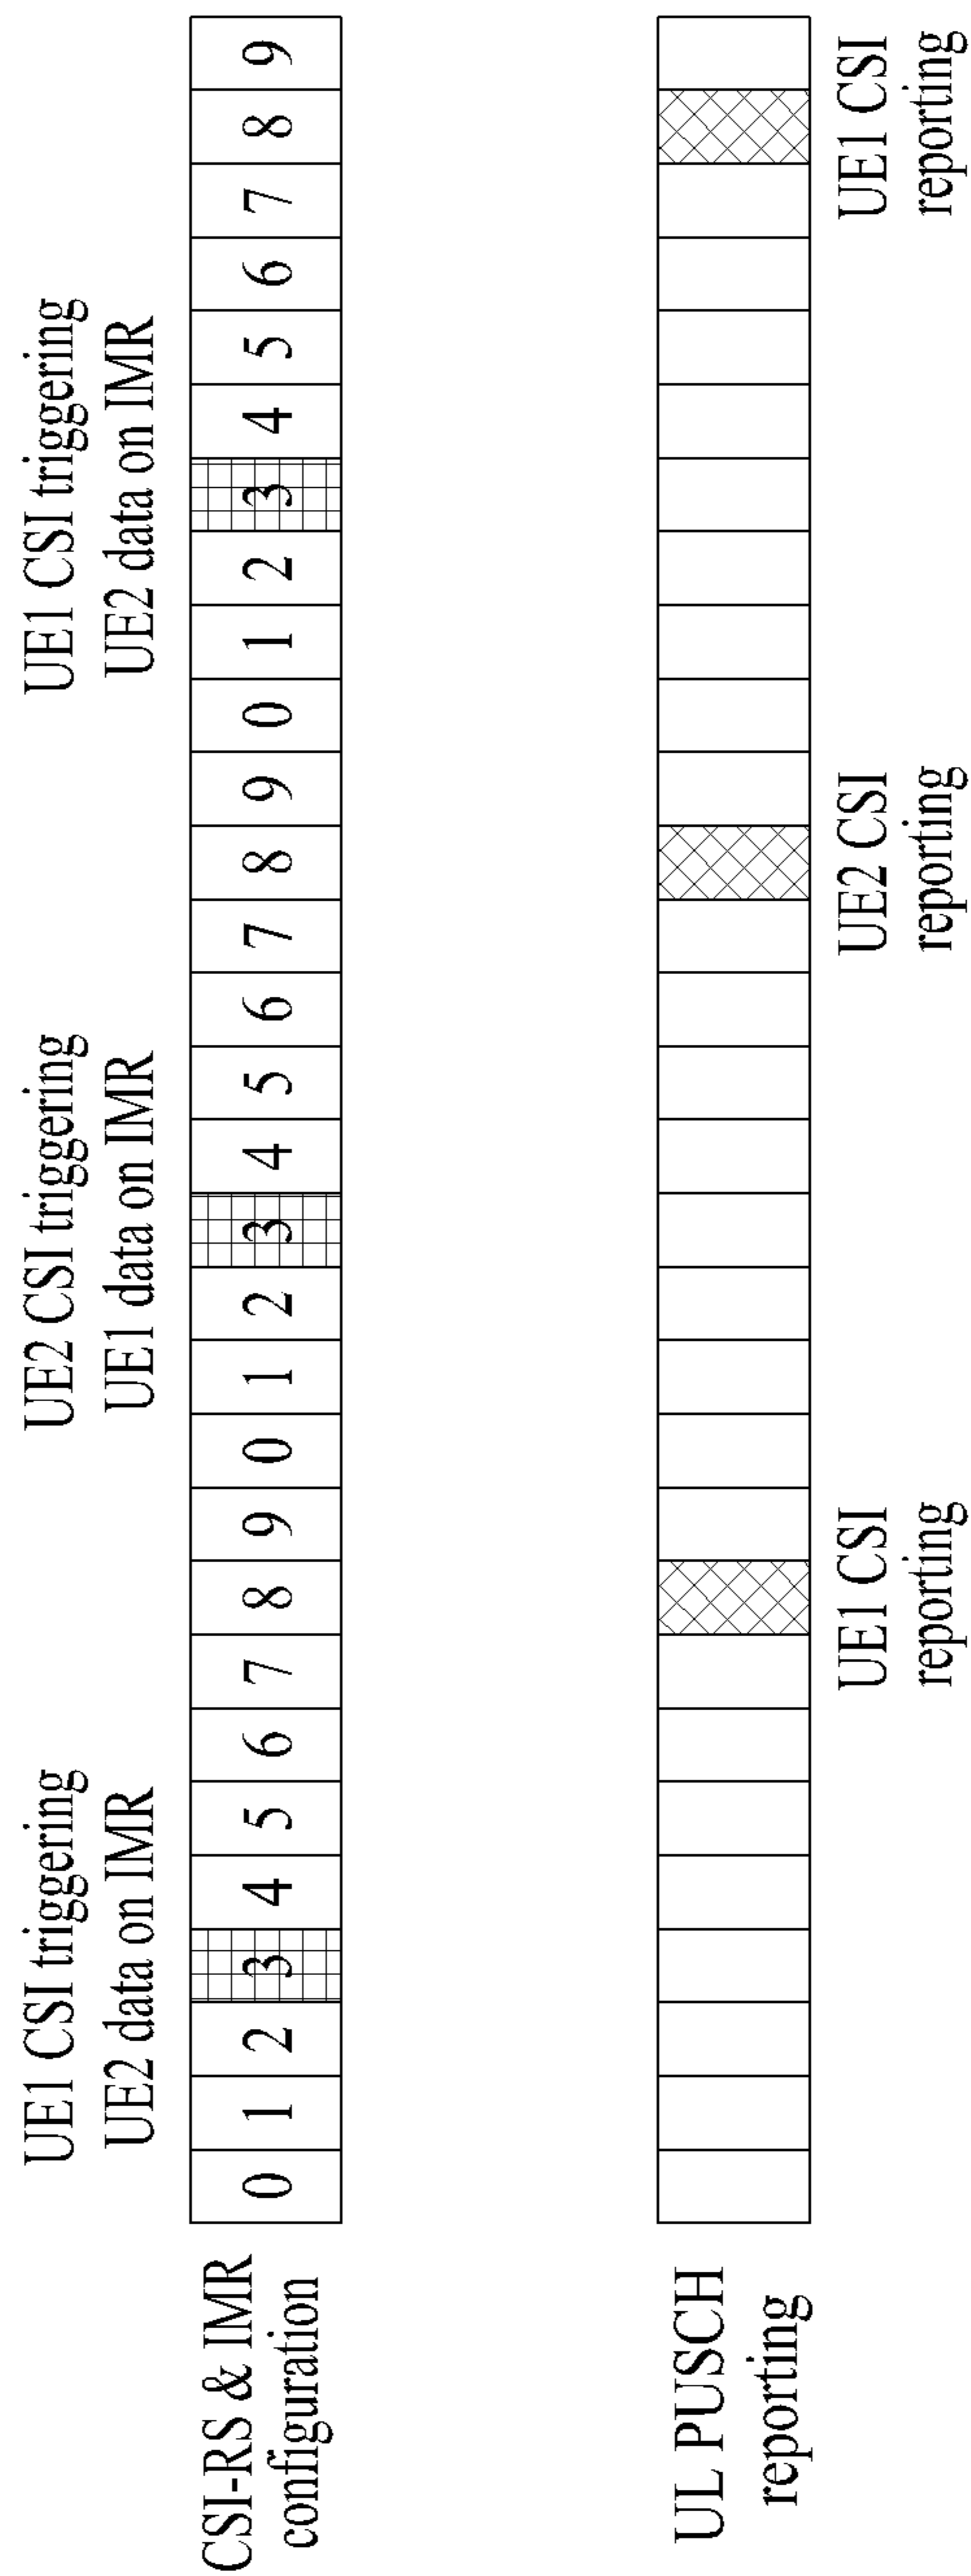 UE1 CSI triggering
UE2 data on IMR
UE2 CSI triggering
UE1 data on IMR
UE1 CSI triggering
UE2 data on IMR
CSI-RS & IMR
configuration
0 1 2 3 4 5 6 7 8 9 0 1 2 3 4 5 6 7 8 9 0 1 2 3 4 5 6 7 8 9
UL PUSCH
reporting
UE1 CSI
reporting
UE2 CSI
reporting
UE1 CSI
reporting